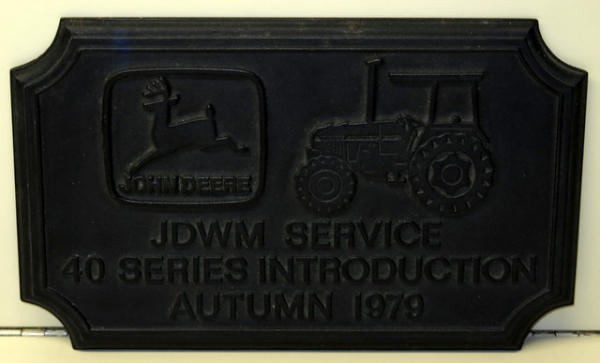 JOHN DEERE
JDWM SERVICE
40 SERIES INTRODUCTION
AUTUMN 1979